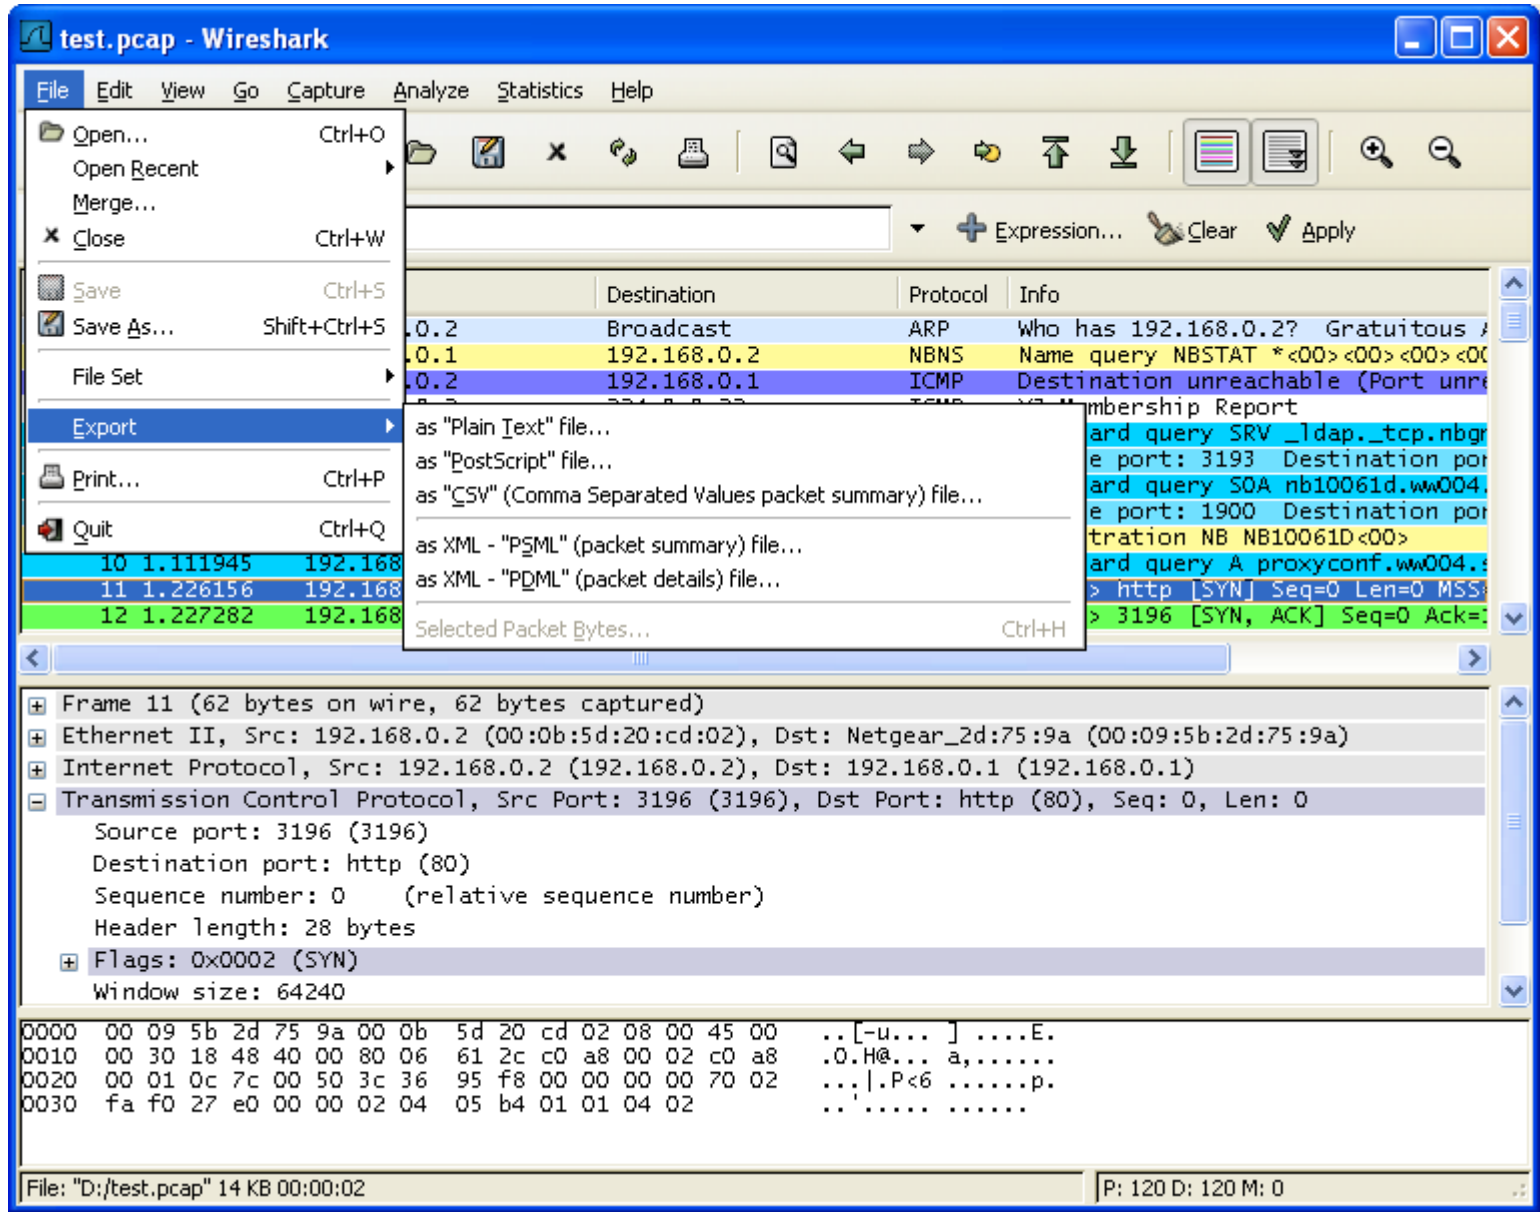 test.pcap - Wireshark
File Edit View Go Capture Analyze Statistics Help
Open... Ctrl+O
Open Recent
Merge...
Close Ctrl+W
Save Ctrl+S
Save As... Shift+Ctrl+S
File Set
Export
Print... Ctrl+P
Quit Ctrl+Q
Expression... Clear Apply
Destination Protocol Info
.0.2 Broadcast ARP Who has 192.168.0.2? Gratuitous
.0.1 192.168.0.2 NBNS Name query NBSTAT *<00><00><00><00
.0.2 192.168.0.1 ICMP Destination unreachable (Port unre
mbership Report
ard query SRV _ldap._tcp.nbgr
e port: 3193 Destination por
ard query SOA nb10061d.ww004.
e port: 1900 Destination por
tration NB NB10061D<00>
as "Plain Text" file...
as "PostScript" file...
as "CSV" (Comma Separated Values packet summary) file...
as XML - "PSML" (packet summary) file...
as XML - "PDML" (packet details) file...
Selected Packet Bytes... Ctrl+H
10 1.111945 192.168 ard query A proxyconf.ww004.s
11 1.226156 192.168 > http [SYN] Seq=0 Len=0 MSS=
12 1.227282 192.168 > 3196 [SYN, ACK] Seq=0 Ack=1
Frame 11 (62 bytes on wire, 62 bytes captured)
Ethernet II, Src: 192.168.0.2 (00:0b:5d:20:cd:02), Dst: Netgear_2d:75:9a (00:09:5b:2d:75:9a)
Internet Protocol, Src: 192.168.0.2 (192.168.0.2), Dst: 192.168.0.1 (192.168.0.1)
Transmission Control Protocol, Src Port: 3196 (3196), Dst Port: http (80), Seq: 0, Len: 0
Source port: 3196 (3196)
Destination port: http (80)
Sequence number: 0 (relative sequence number)
Header length: 28 bytes
Flags: 0x0002 (SYN)
Window size: 64240
0000 00 09 5b 2d 75 9a 00 0b 5d 20 cd 02 08 00 45 00 ..[-u... ] ....E.
0010 00 30 18 48 40 00 80 06 61 2c c0 a8 00 02 c0 a8 .0.H@... a,......
0020 00 01 0c 7c 00 50 3c 36 95 f8 00 00 00 00 70 02 ...|.P<6 ......p.
0030 fa f0 27 e0 00 00 02 04 05 b4 01 01 04 02 ..'..... ......
File: "D:/test.pcap" 14 KB 00:00:02
P: 120 D: 120 M: 0